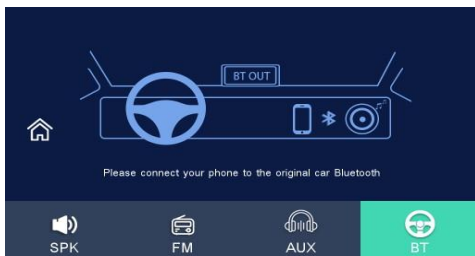 BT OUT
Please connect your phone to the original car Bluetooth
SPK
FM
AUX
BT